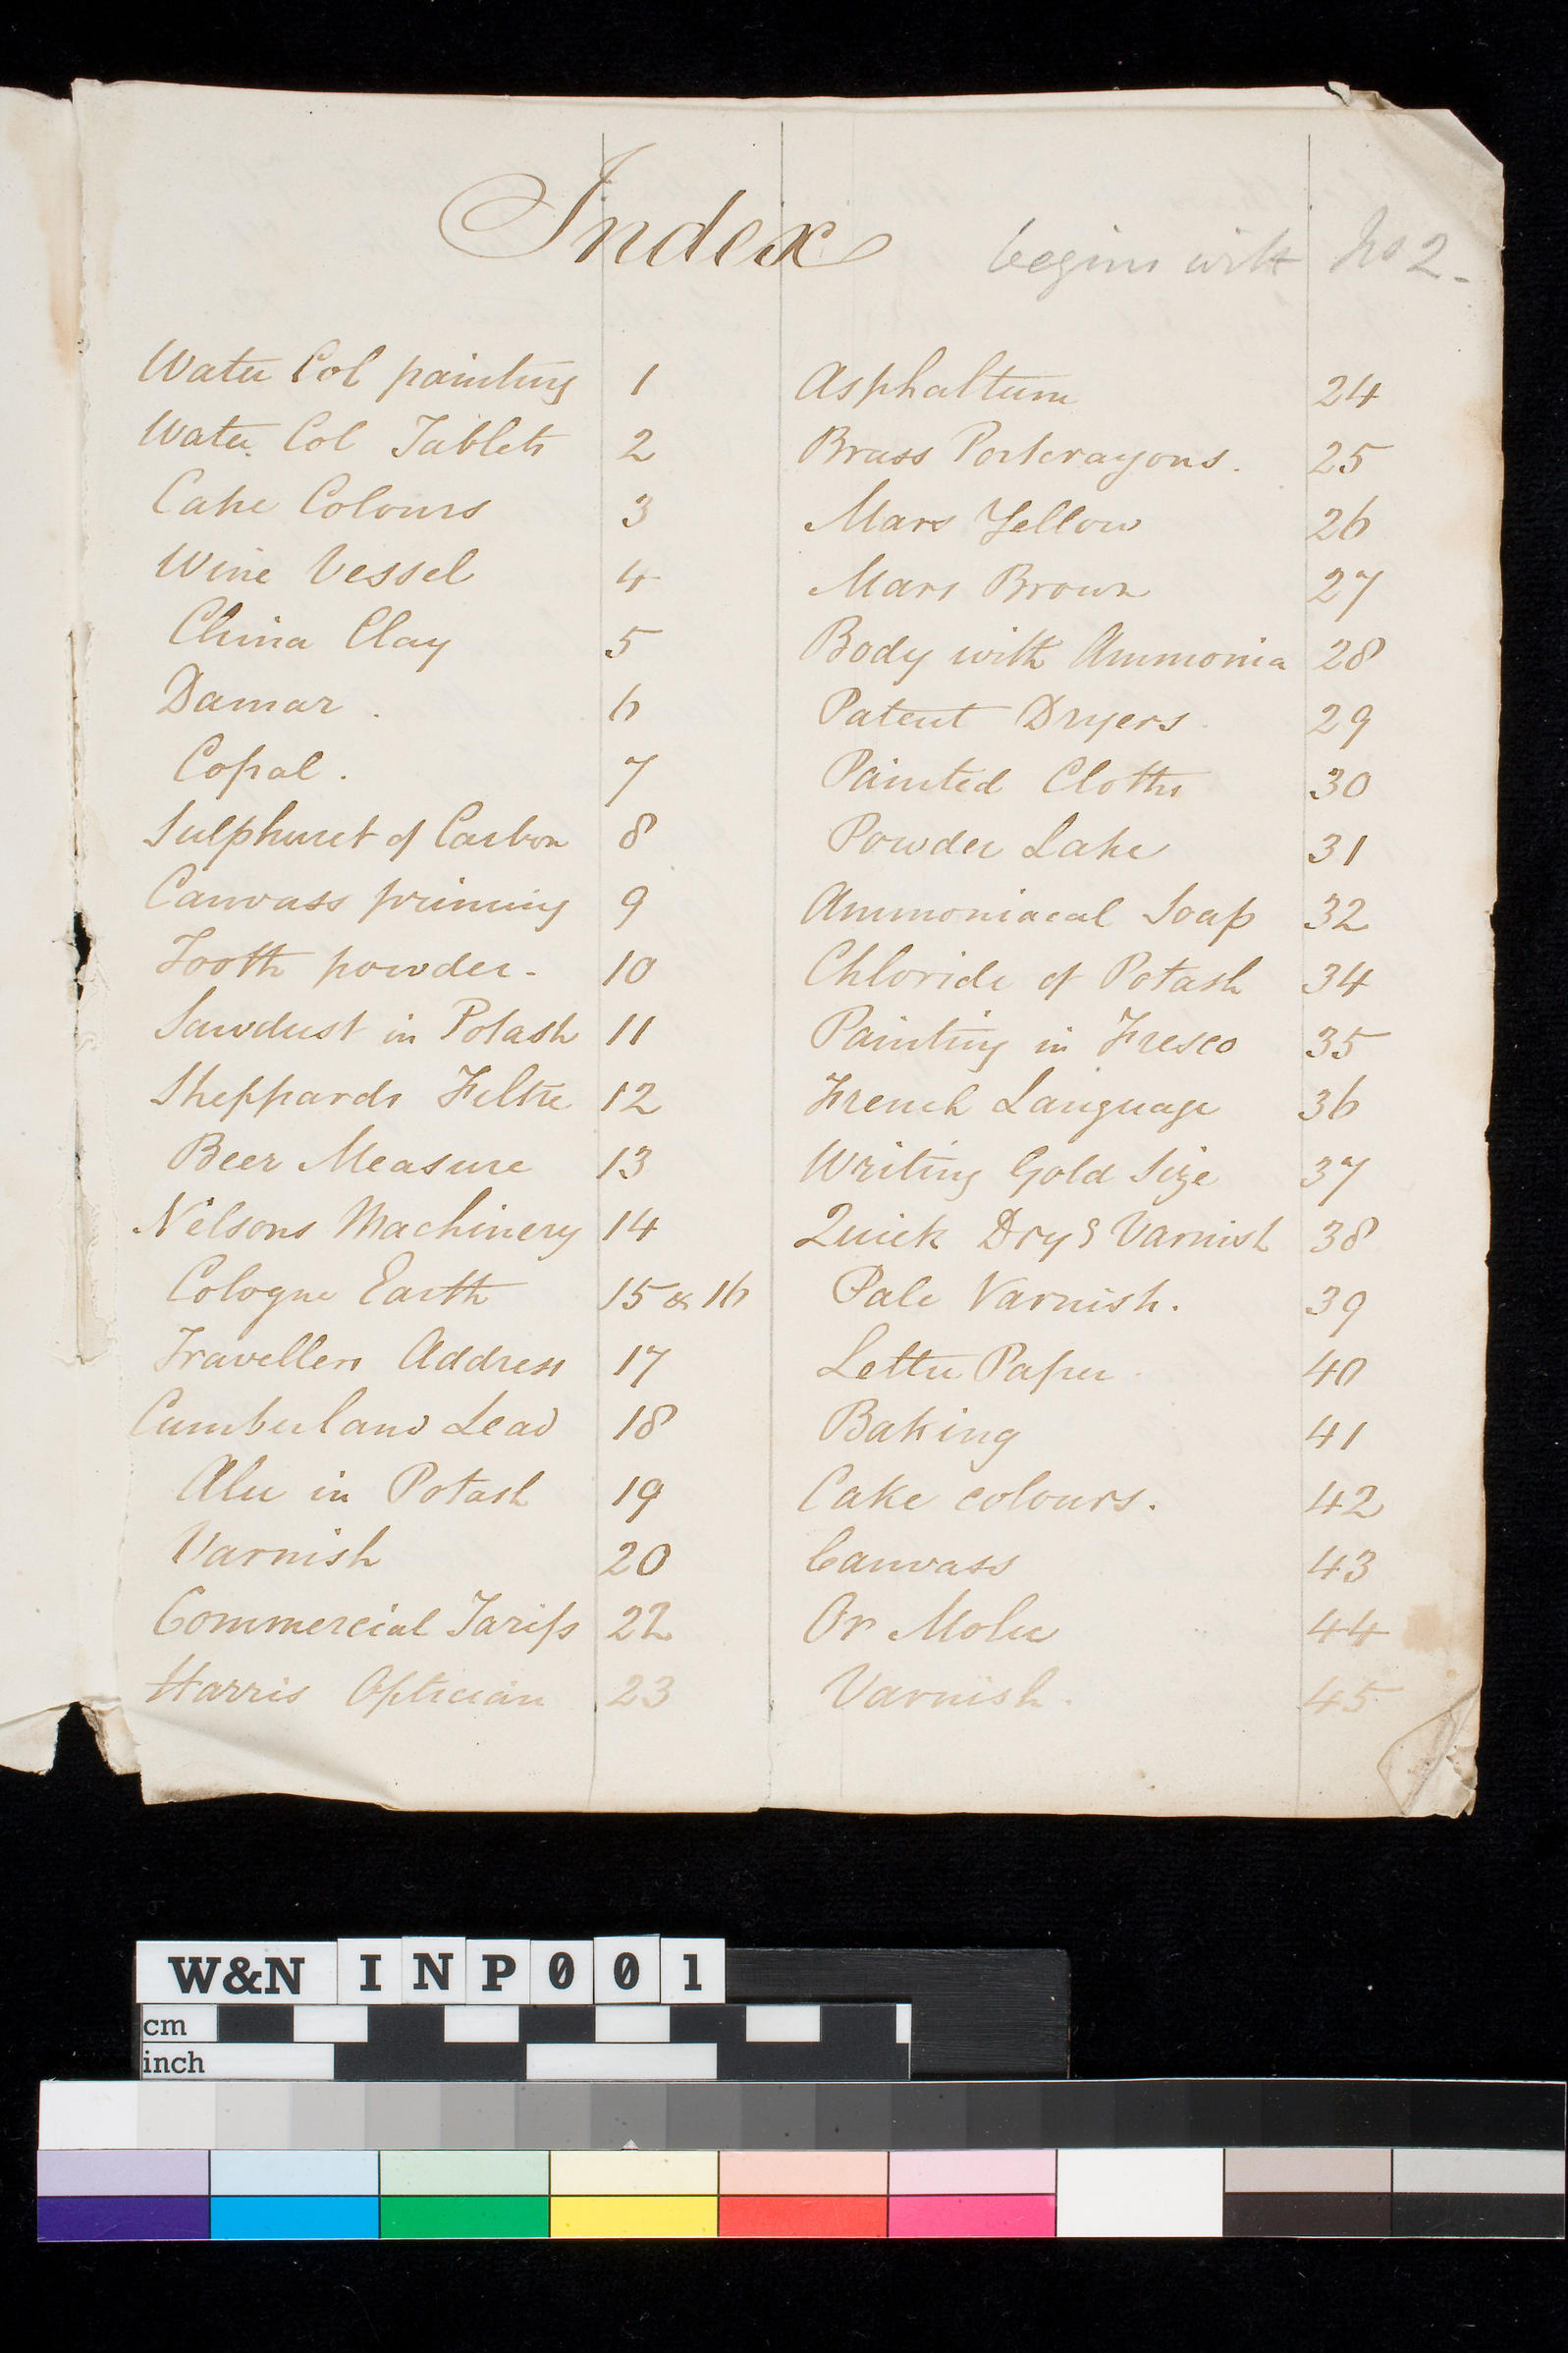 Index
begins with No 2-
Water Col painting 1
Water Col Tablets 2
Cake Colours 3
Wine Vessel 4
China Clay 5
Damar . 6
Copal . 7
Sulphuret of Carbon 8
Canvass priming 9
Tooth powder - 10
Sawdust in Potash 11
Sheppards Filtre 12
Beer Measure 13
Nelsons Machinery 14
Cologne Earth 15 & 16
Travellers Address 17
Cumberland Lead 18
in Potash 19
Varnish 20
Commercial Tariffs 22
Harris Optician 23
Asphaltum 24
Brass Portcrayons . 25
Mars Yellow 26
Mars Brown 27
Body with Ammonia 28
Patent Dryers 29
Painted Cloths 30
Powder Lake 31
Ammoniacal Soap 32
Chloride of Potash 34
Painting in Fresco 35
French Language 36
Writing Gold Size 37
Quick Dryg Varnish 38
Pale Varnish. 39
Letter Paper 40
Baking 41
Cake colours. 42
Canvass 43
Or Molu 44
Varnish. 45
W&N INP001
cm
inch